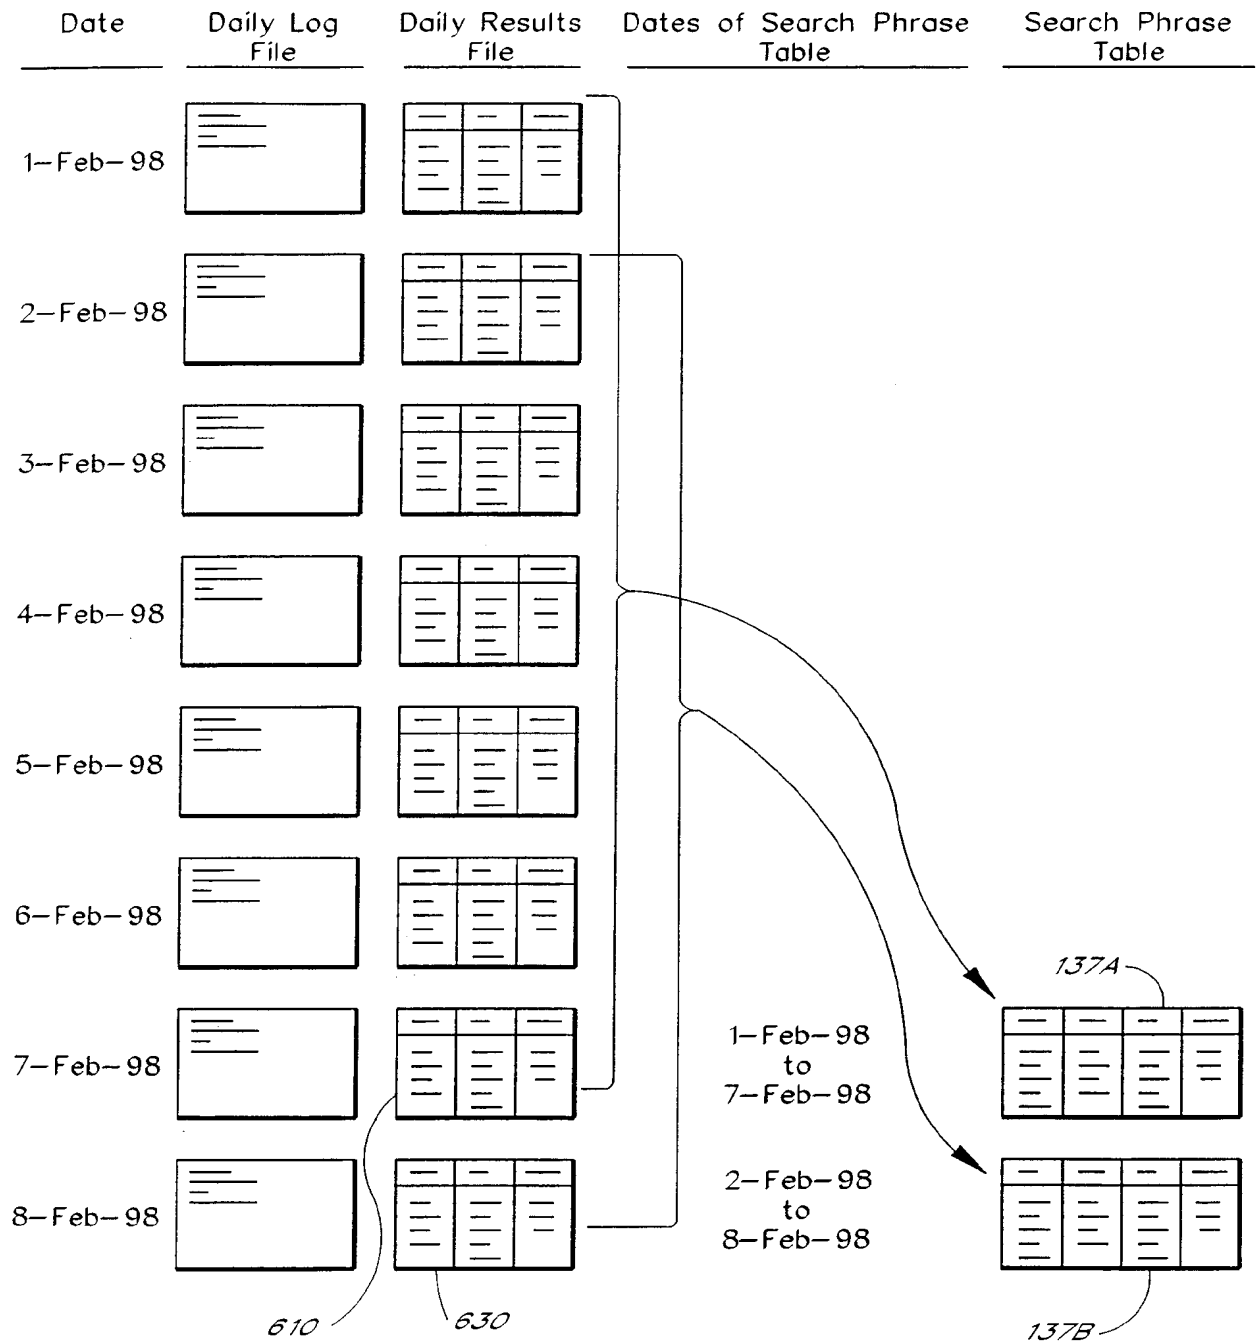 Date
Daily Log
File
Daily Results
File
Dates of Search Phrase
Table
Search Phrase
Table
1-Feb-98
2-Feb-98
3-Feb-98
4-Feb-98
5-Feb-98
6-Feb-98
137A
7-Feb-98
1-Feb-98
to
7-Feb-98
8-Feb-98
2-Feb-98
to
8-Feb-98
610
630
137B